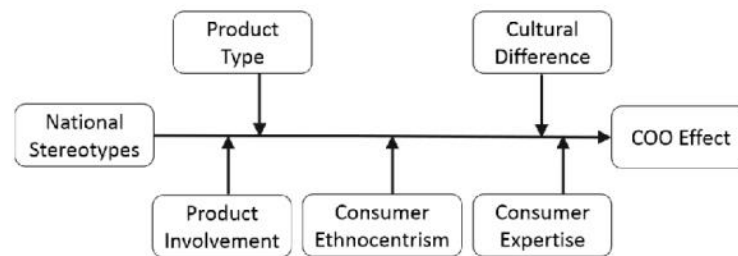 Product
Type
Cultural
Difference
National
Stereotypes
COO Effect
Product
Involvement
Consumer
Ethnocentrism
Consumer
Expertise